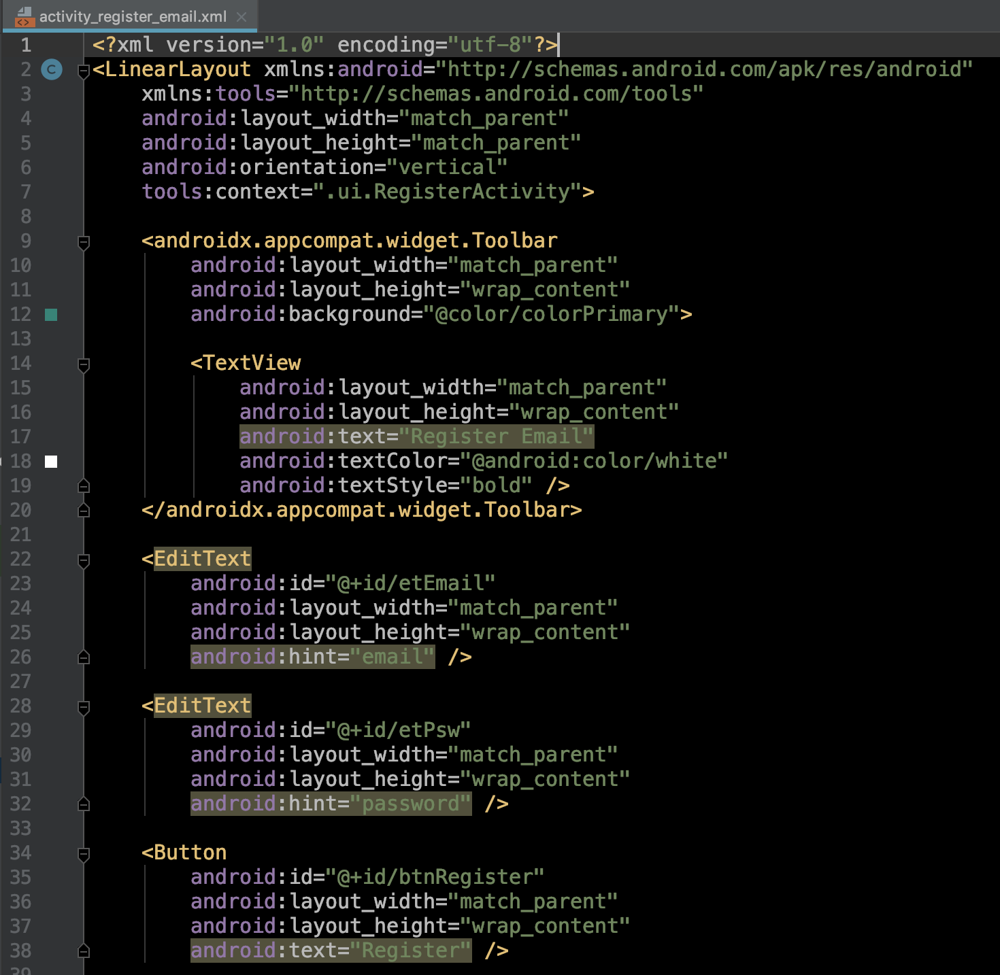 activity_register_email.xml
1 <?xml version="1.0" encoding="utf-8"?>
2 <LinearLayout xmlns:android="http://schemas.android.com/apk/res/android"
3     xmlns:tools="http://schemas.android.com/tools"
4     android:layout_width="match_parent"
5     android:layout_height="match_parent"
6     android:orientation="vertical"
7     tools:context=".ui.RegisterActivity">
8
9     <androidx.appcompat.widget.Toolbar
10         android:layout_width="match_parent"
11         android:layout_height="wrap_content"
12         android:background="@color/colorPrimary">
13
14         <TextView
15             android:layout_width="match_parent"
16             android:layout_height="wrap_content"
17             android:text="Register Email"
18             android:textColor="@android:color/white"
19             android:textStyle="bold" />
20     </androidx.appcompat.widget.Toolbar>
21
22     <EditText
23         android:id="@+id/etEmail"
24         android:layout_width="match_parent"
25         android:layout_height="wrap_content"
26         android:hint="email" />
27
28     <EditText
29         android:id="@+id/etPsw"
30         android:layout_width="match_parent"
31         android:layout_height="wrap_content"
32         android:hint="password" />
33
34     <Button
35         android:id="@+id/btnRegister"
36         android:layout_width="match_parent"
37         android:layout_height="wrap_content"
38         android:text="Register" />
39